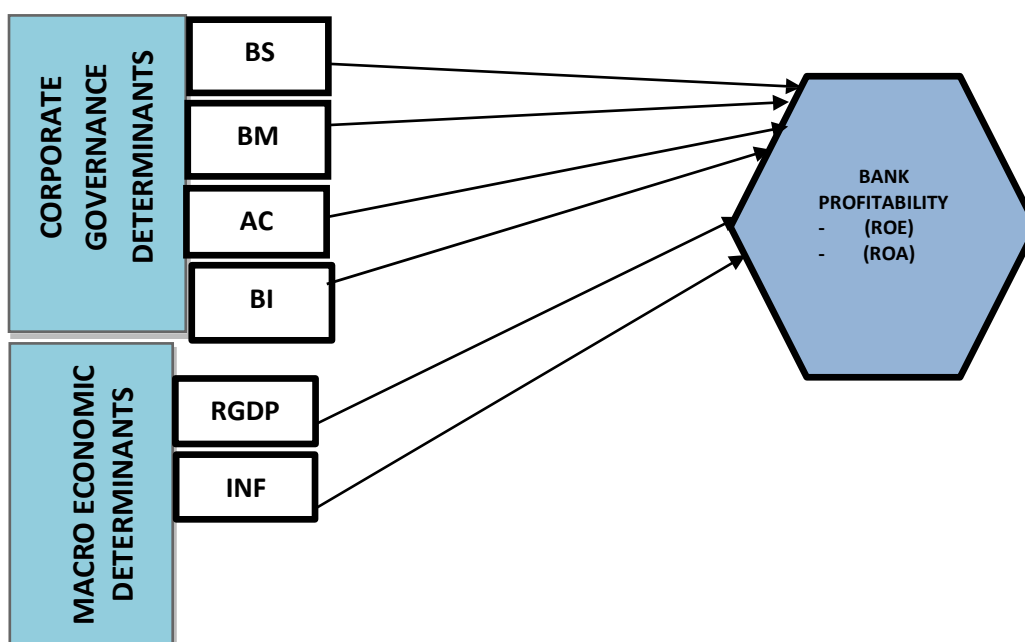 CORPORATE
GOVERNANCE
DETERMINANTS
BS
BM
AC
BI
MACRO ECONOMIC
DETERMINANTS
RGDP
INF
BANK
PROFITABILITY
- (ROE)
- (ROA)